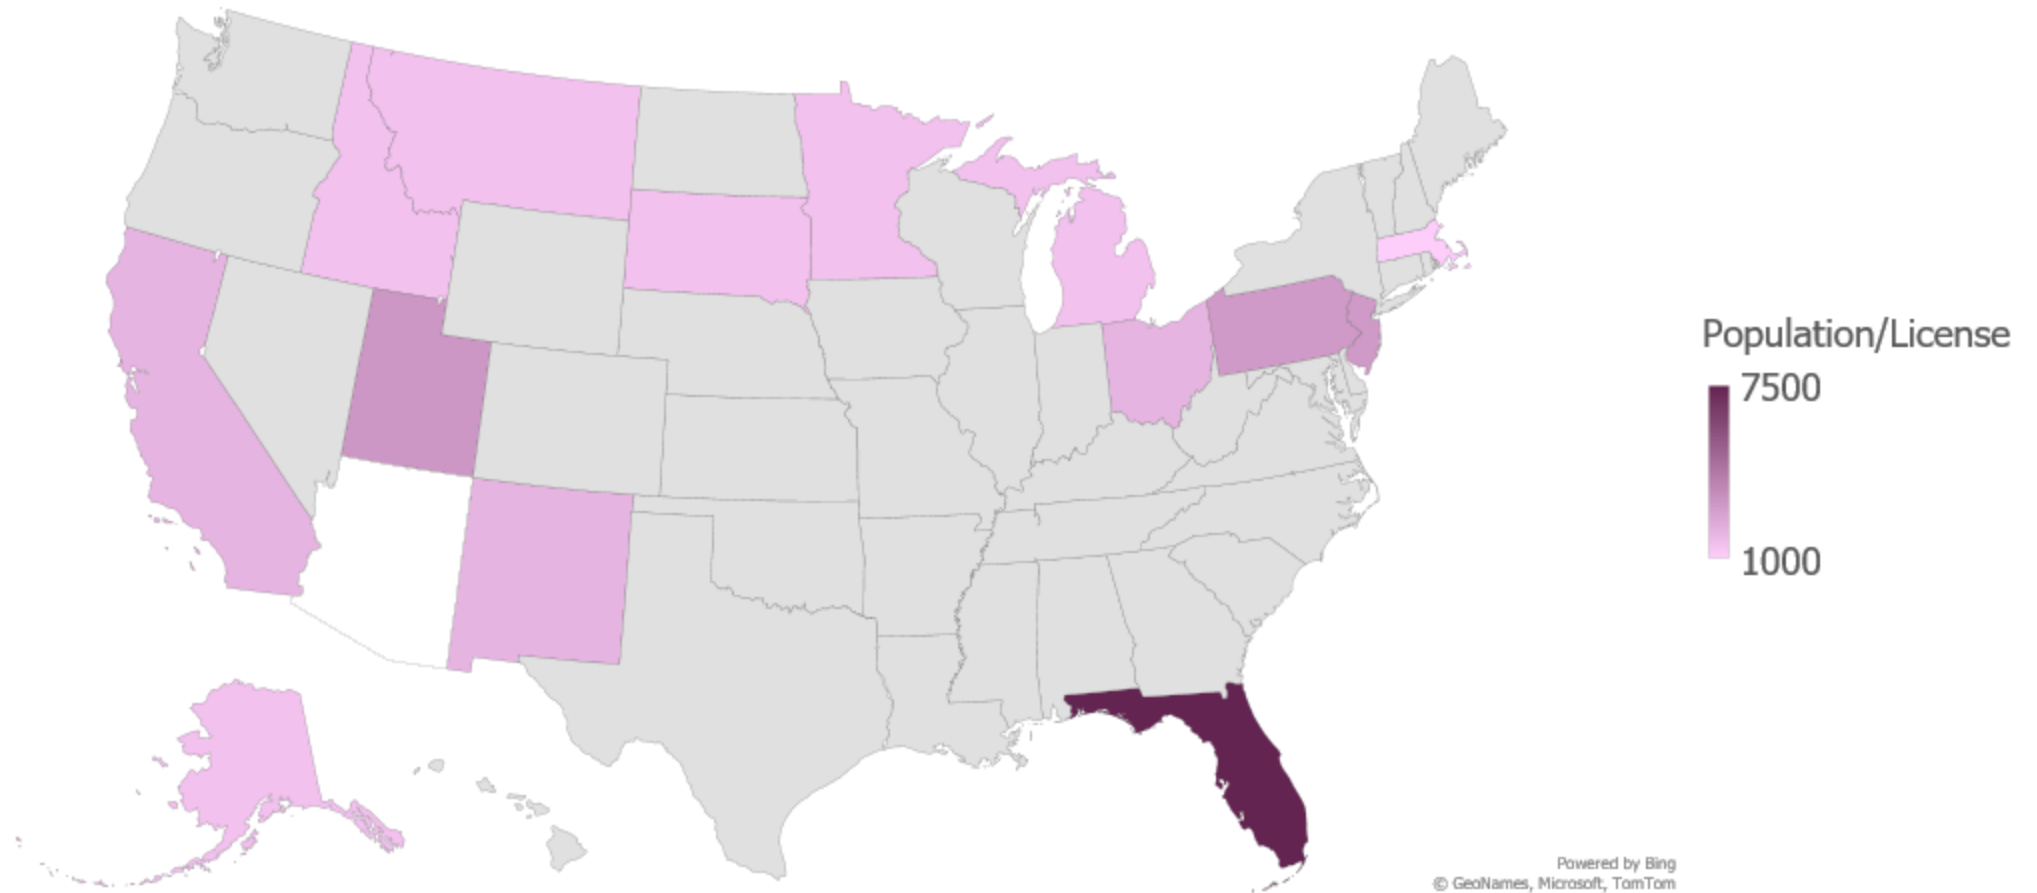 Population/License
7500
1000
Powered by Bing
© GeoNames, Microsoft, TomTom